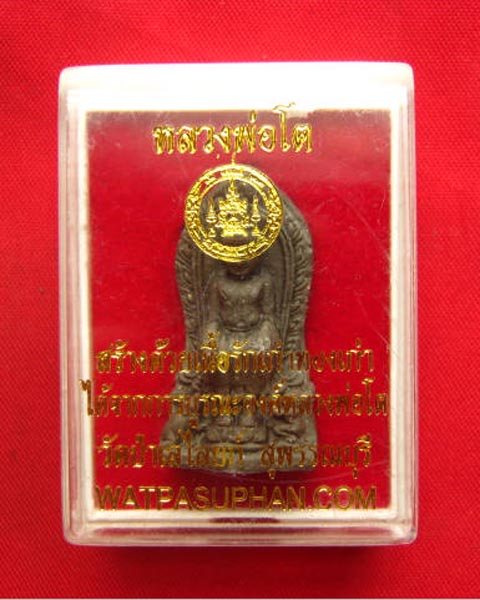 หลวงพ่อโต
สร้างด้วยเนื้อรักเก่าทองเก่า
ได้จากการบูรณะองค์หลวงพ่อโต
วัดป่าเลไลยก์ สุพรรณบุรี
WATPASUPHAN.COM